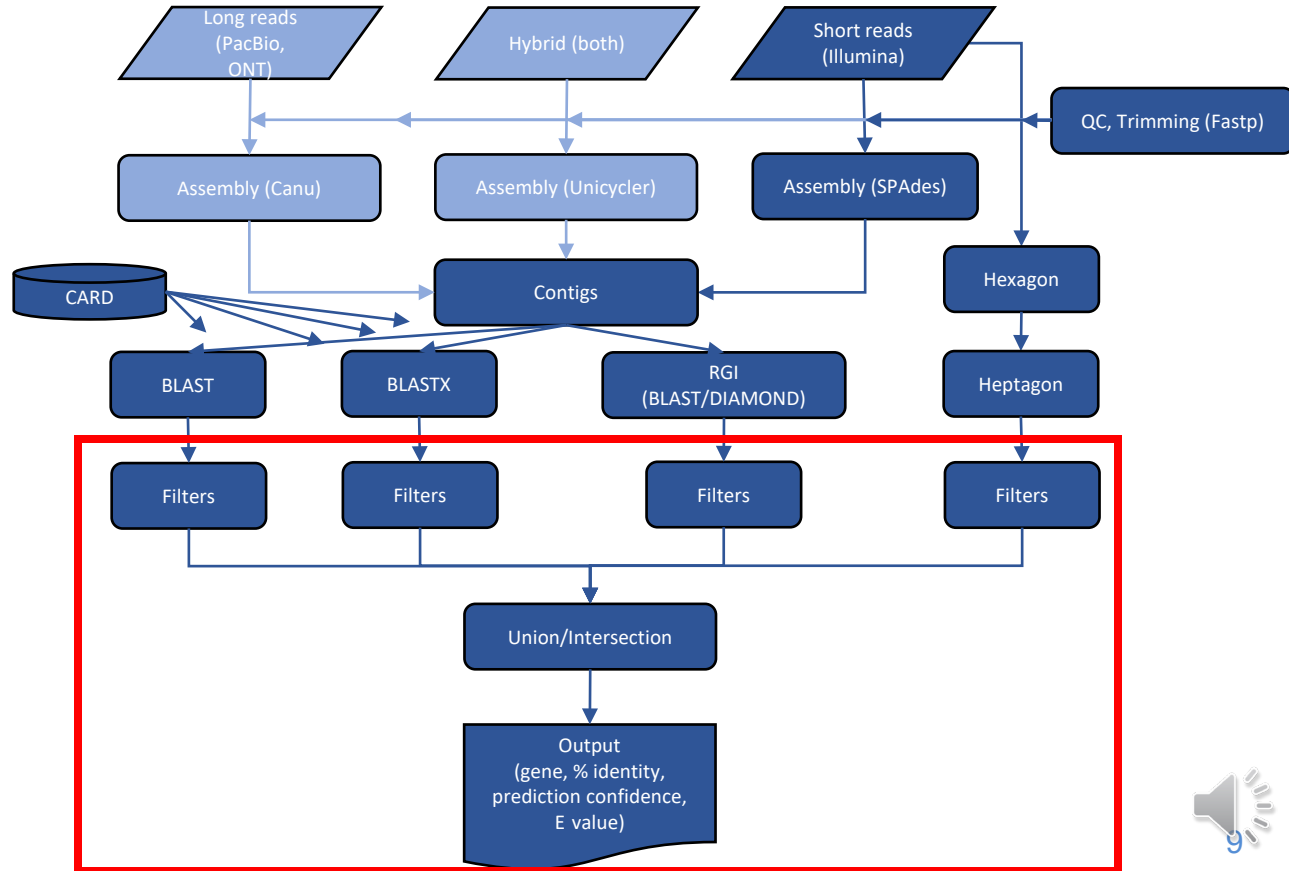 Long reads
(PacBio,
ONT)
Hybrid (both)
Short reads
(Illumina)
QC, Trimming (Fastp)
Assembly (Canu)
Assembly (Unicycler)
Assembly (SPAdes)
CARD
Contigs
Hexagon
BLAST
BLASTX
RGI
(BLAST/DIAMOND)
Heptagon
Filters
Filters
Filters
Filters
Union/Intersection
Output
(gene, % identity,
prediction confidence,
E value)
9